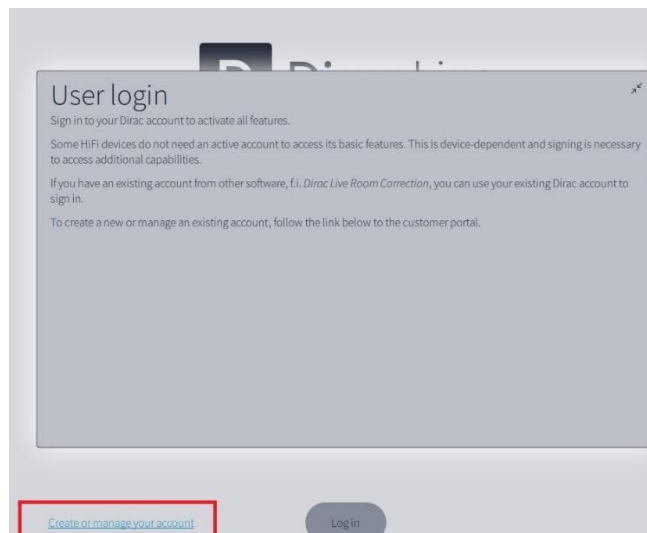 User login
Sign in to your Dirac account to activate all features.
Some HiFi devices do not need an active account to access its basic features. This is device-dependent and signing is necessary
to access additional capabilities.
If you have an existing account from other software, f.i. Dirac Live Room Correction, you can use your existing Dirac account to
sign in.
To create a new or manage an existing account, follow the link below to the customer portal.
Create or manage your account
Log in